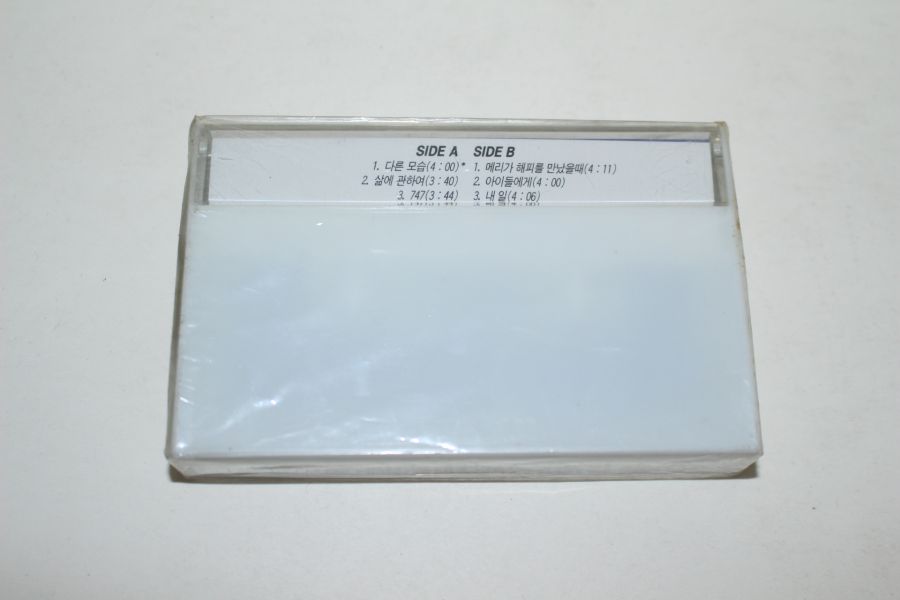 SIDE A SIDE B
1. 다른 모습(4 : 00)* 1. 메리가 해피를 만났을때(4 : 11)
2. 삶에 관하여(3 : 40) 2. 아이들에게(4 : 00)
3. 747(3 : 44) 3. 내 일(4 : 06)